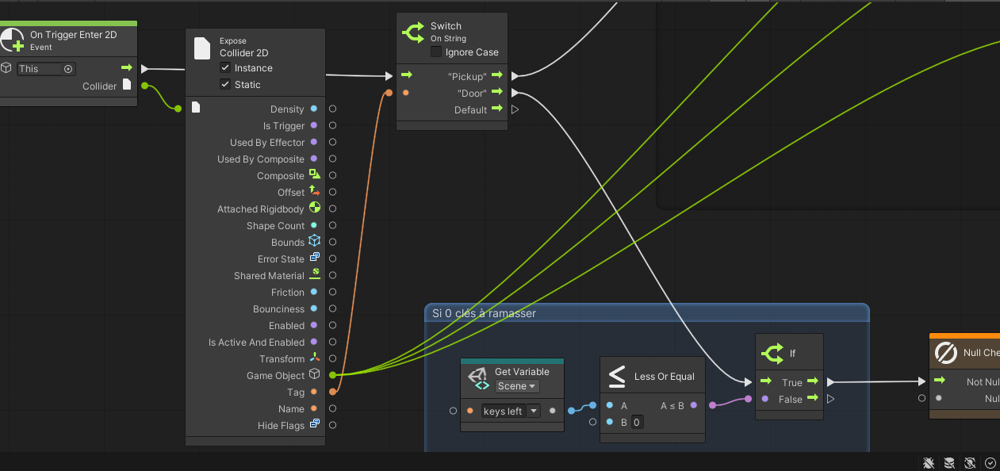 On Trigger Enter 2D
Event
This
Collider
Expose
Collider 2D
Instance
Static
Density
Is Trigger
Used By Effector
Used By Composite
Composite
Offset
Attached Rigidbody
Shape Count
Bounds
Error State
Shared Material
Friction
Bounciness
Enabled
Is Active And Enabled
Transform
Game Object
Tag
Name
Hide Flags
Switch
On String
Ignore Case
"Pickup"
"Door"
Default
Si 0 clés à ramasser
Get Variable
Scene
keys left
Less Or Equal
A A ≤ B
B 0
If
True
False
Null Che
Not Nul
Nul